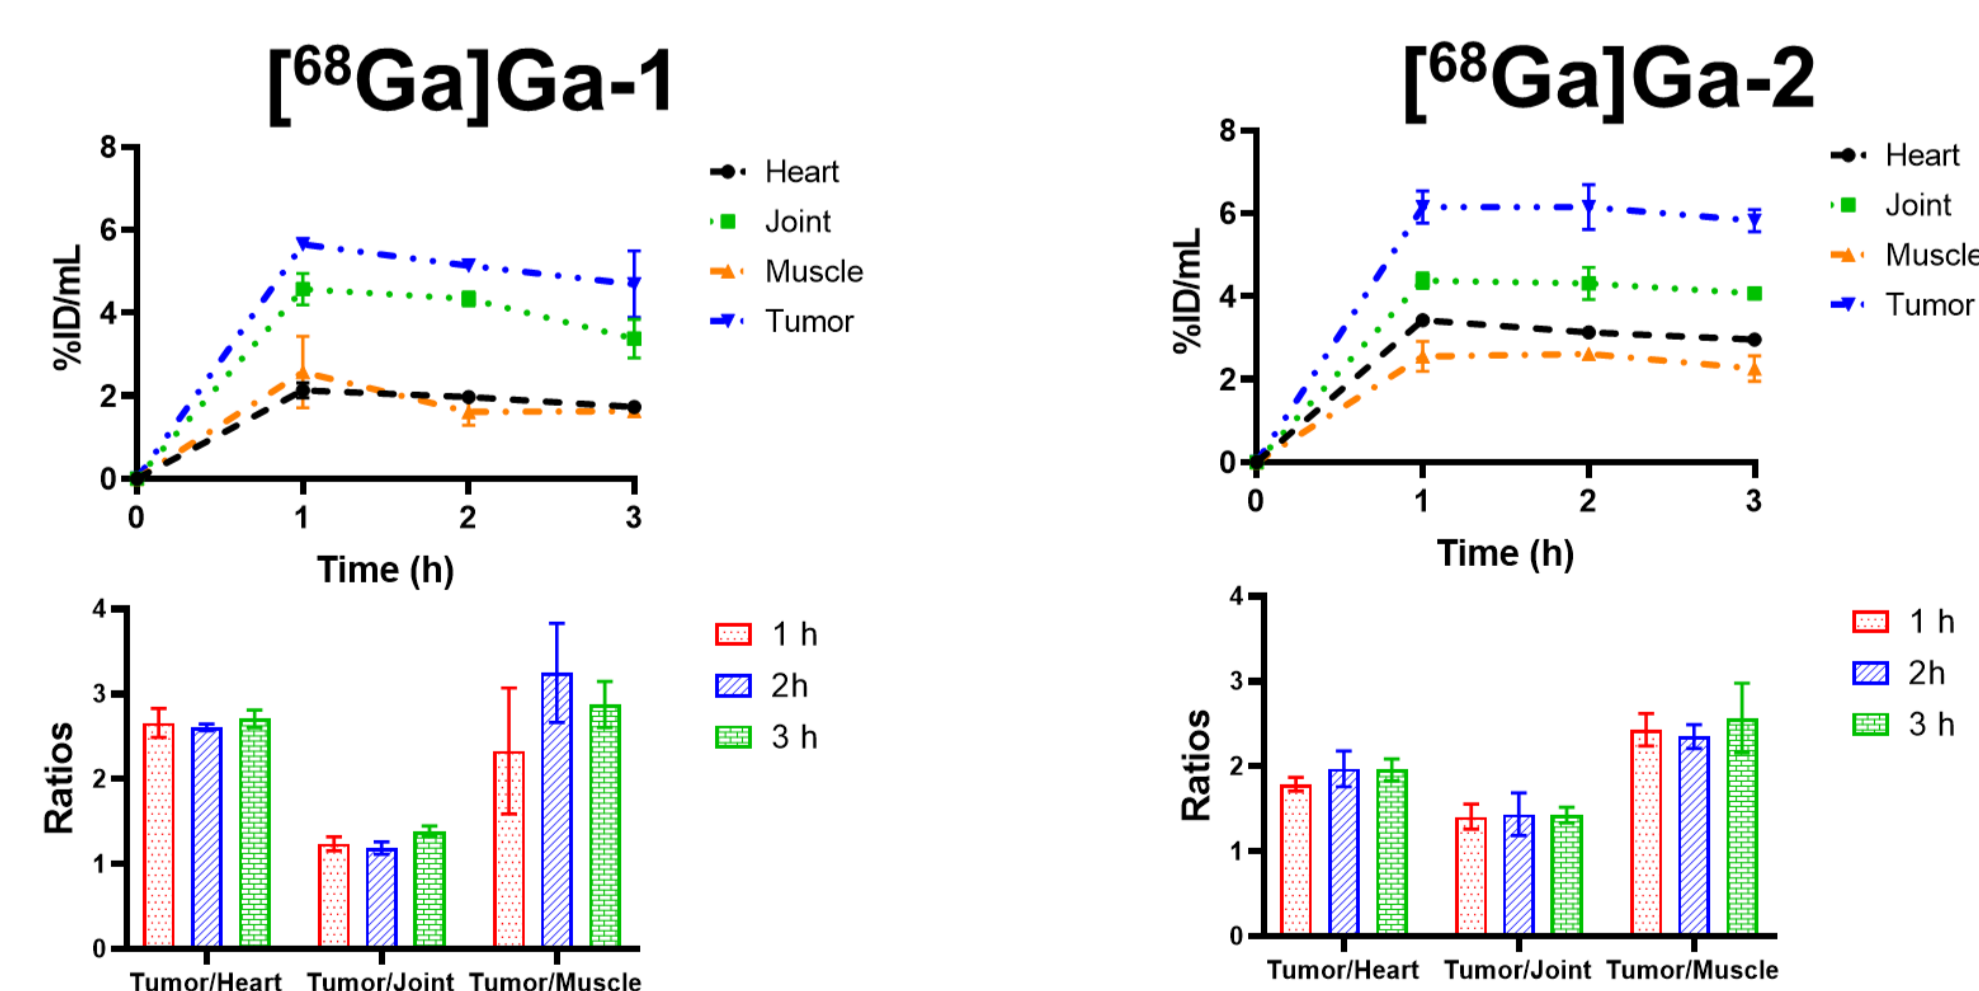 [⁶⁸Ga]Ga-1
8
6
4
2
0
%ID/mL
0 1 2 3
Time (h)
Heart
Joint
Muscle
Tumor
4
3
2
1
0
Ratios
Tumor/Heart Tumor/Joint Tumor/Muscle
1 h
2h
3 h
[⁶⁸Ga]Ga-2
8
6
4
2
0
%ID/mL
0 1 2 3
Time (h)
Heart
Joint
Muscle
Tumor
4
3
2
1
0
Ratios
Tumor/Heart Tumor/Joint Tumor/Muscle
1 h
2h
3 h